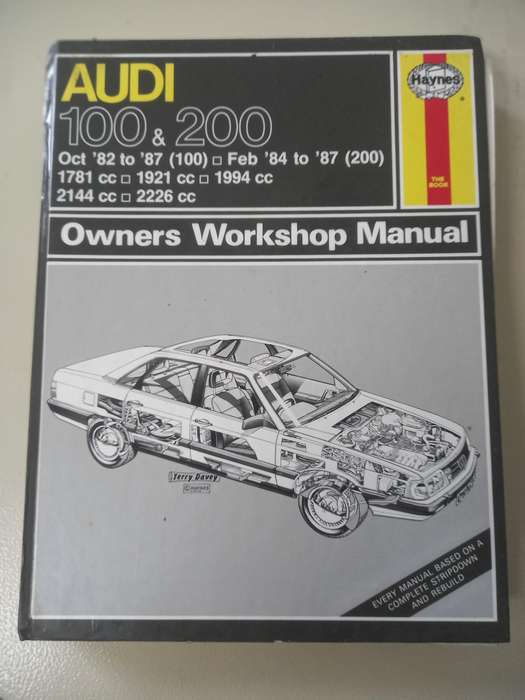 AUDI
100 & 200
Oct '82 to '87 (100) □ Feb '84 to '87 (200)
1781 cc □ 1921 cc □ 1994 cc
2144 cc □ 2226 cc
Haynes
THE
BOOK
Owners Workshop Manual
Terry Davey
© HAYNES
EVERY MANUAL BASED ON A
COMPLETE STRIPDOWN
AND REBUILD